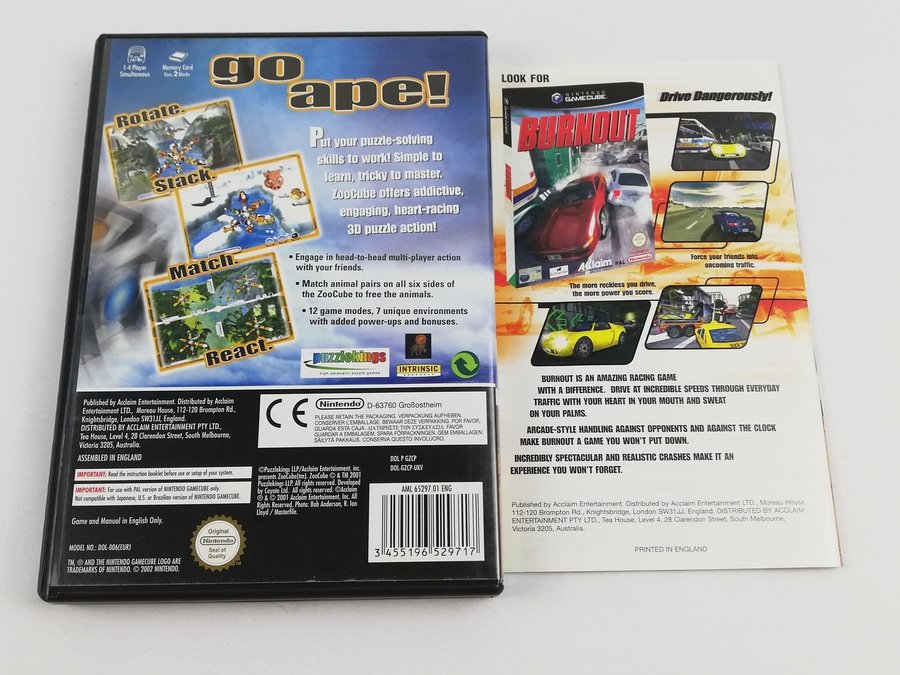 1-4 Player
Simultaneous
Memory Card
Uses 2 Blocks
go
ape!
Rotate.
Stack.
Match.
React.
Put your puzzle-solving
skills to work! Simple to
learn, tricky to master.
ZooCube offers addictive,
engaging, heart-racing
3D puzzle action!
• Engage in head-to-head multi-player action
with your friends.
• Match animal pairs on all six sides of
the ZooCube to free the animals.
• 12 game modes, 7 unique environments
with added power-ups and bonuses.
puzzlekings
high adrenaline puzzle games
INTRINSIC
Published by Acclaim Entertainment. Distributed by Acclaim
Entertainment LTD., Moreau House, 112-120 Brompton Rd.,
Knightsbridge, London SW31JJ, England.
DISTRIBUTED BY ACCLAIM ENTERTAINMENT PTY LTD.,
Tea House, Level 4, 28 Clarendon Street, South Melbourne,
Victoria 3205, Australia.
ASSEMBLED IN ENGLAND
IMPORTANT: Read the instruction booklet before use or setup of your system.
IMPORTANT: For use with PAL version of NINTENDO GAMECUBE only.
Not compatible with Japanese, U.S. or Brazilian version of NINTENDO GAMECUBE.
Game and Manual in English Only.
MODEL NO.: DOL-006(EUR)
TM, ® AND THE NINTENDO GAMECUBE LOGO ARE
TRADEMARKS OF NINTENDO. © 2002 NINTENDO.
Original
Nintendo
Seal of
Quality
CE
Nintendo
D-63760 Großostheim
PLEASE RETAIN THE PACKAGING. VERPACKUNG AUFHEBEN.
CONSERVER L'EMBALLAGE. BEWAAR DEZE VERPAKKING. POR FAVOR,
GUARDA ESTA CAJA. ΔΙΑΤΗΡΗΣΤΕ ΤΗΝ ΣΥΣΚΕΥΑΣΙΑ. POR FAVOR
GUARDAR A EMBALAGEM. SPARA FÖRPACKNINGEN. GEM EMBALLAGEN.
SÄILYTÄ PAKKAUS. CONSERVA QUESTO INVOLUCRO.
©Puzzlekings LLP/Acclaim Entertainment, Inc.
presents ZooCube(tm). ZooCube © & TM 2001
Puzzlekings LLP. All rights reserved. Developed
by Coyote Ltd. All rights reserved. ©Acclaim
® & © 2001 Acclaim Entertainment, Inc. All Rights
Reserved. Photo: Bob Anderson, R. Ian
Lloyd / Masterfile.
DOL P GZCP
DOL-GZCP-UKV
AML 65297.01 ENG
3 455196 529717
LOOK FOR
NINTENDO
GAMECUBE
BURNOUT
Acclaim
PAL
Nintendo
Drive Dangerously!
Force your friends into
oncoming traffic.
The more reckless you drive,
the more power you score.
BURNOUT IS AN AMAZING RACING GAME
WITH A DIFFERENCE. DRIVE AT INCREDIBLE SPEEDS THROUGH EVERYDAY
TRAFFIC WITH YOUR HEART IN YOUR MOUTH AND SWEAT
ON YOUR PALMS.
ARCADE-STYLE HANDLING AGAINST OPPONENTS AND AGAINST THE CLOCK
MAKE BURNOUT A GAME YOU WON'T PUT DOWN.
INCREDIBLY SPECTACULAR AND REALISTIC CRASHES MAKE IT AN
EXPERIENCE YOU WON'T FORGET.
Published by Acclaim Entertainment. Distributed by Acclaim Entertainment LTD., Moreau House
112-120 Brompton Rd., Knightsbridge, London SW31JJ, England. DISTRIBUTED BY ACCLAIM
ENTERTAINMENT PTY LTD., Tea House, Level 4, 28 Clarendon Street, South Melbourne,
Victoria 3205, Australia.
PRINTED IN ENGLAND